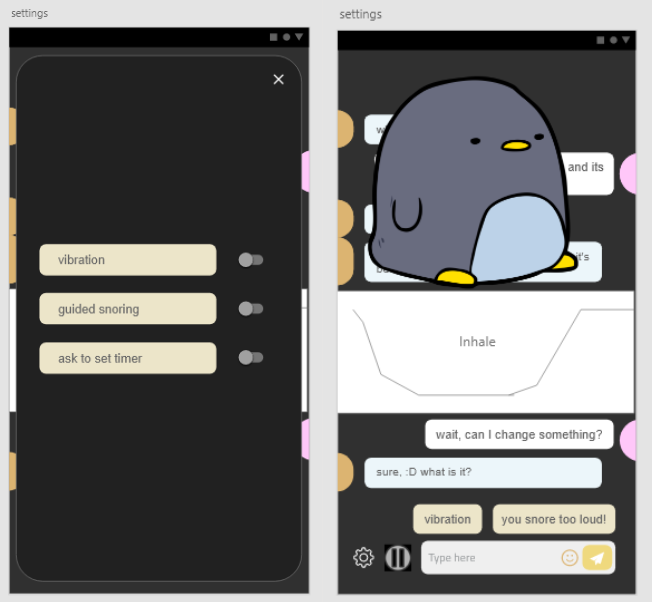 settings
vibration
guided snoring
ask to set timer
settings
and its
it's
Inhale
wait, can I change something?
sure, :D what is it?
vibration
you snore too loud!
Type here